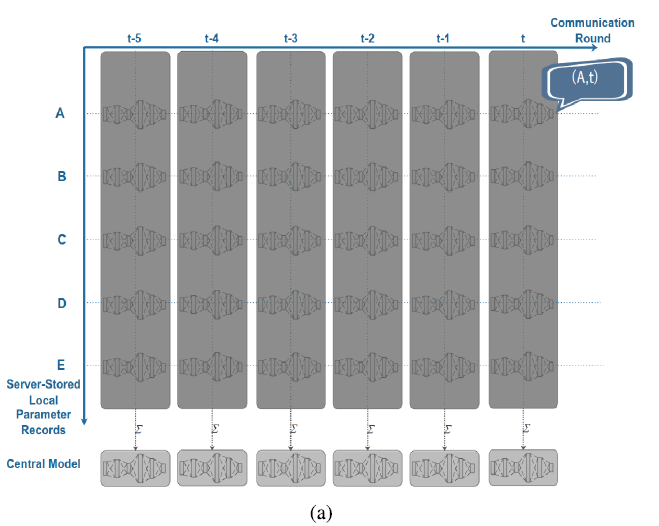 Communication
Round
t-5 t-4 t-3 t-2 t-1 t
(A,t)
A
B
C
D
E
Server-Stored
Local
Parameter
Records
Σ Σ Σ Σ Σ Σ
Central Model
(a)